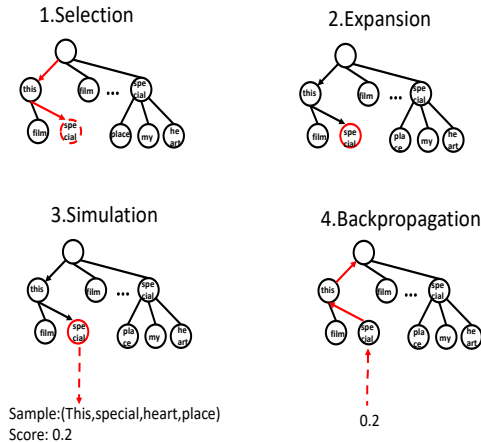 1.Selection
this
film
...
spe
cial
film
spe
cial
place
my
he
art
2.Expansion
this
film
...
spe
cial
film
spe
cial
pla
ce
my
he
art
3.Simulation
this
film
...
spe
cial
film
spe
cial
pla
ce
my
he
art
Sample:(This,special,heart,place)
Score: 0.2
4.Backpropagation
this
film
...
spe
cial
film
spe
cial
pla
ce
my
he
art
0.2